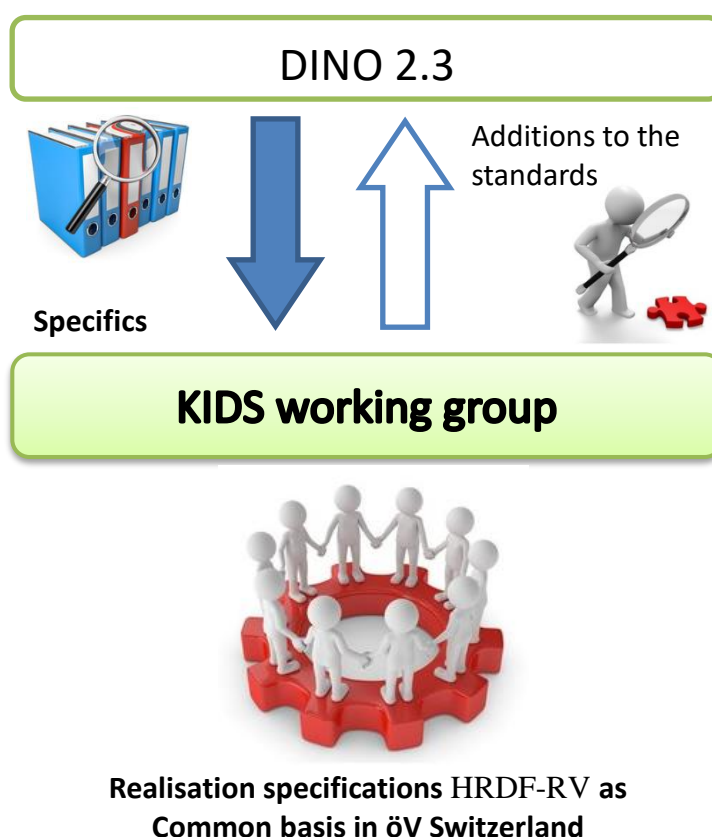 DINO 2.3
Additions to the
standards
Specifics
KIDS working group
Realisation specifications HRDF-RV as
Common basis in öV Switzerland